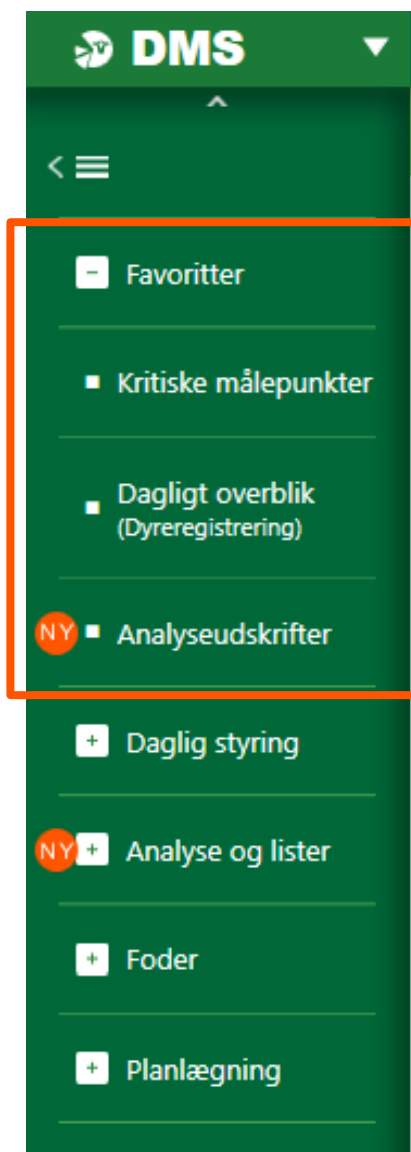 DMS
Favoritter
Kritiske målepunkter
Dagligt overblik
(Dyreregistrering)
NY Analyseudskrifter
Daglig styring
NY Analyse og lister
Foder
Planlægning